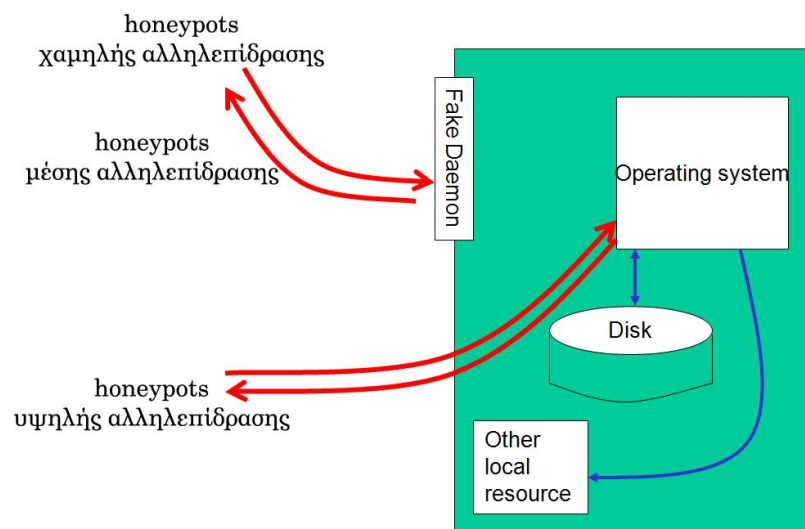 honeypots
χαμηλής αλληλεπίδρασης
honeypots
μέσης αλληλεπίδρασης
Fake Daemon
Operating system
Disk
honeypots
υψηλής αλληλεπίδρασης
Other
local
resource